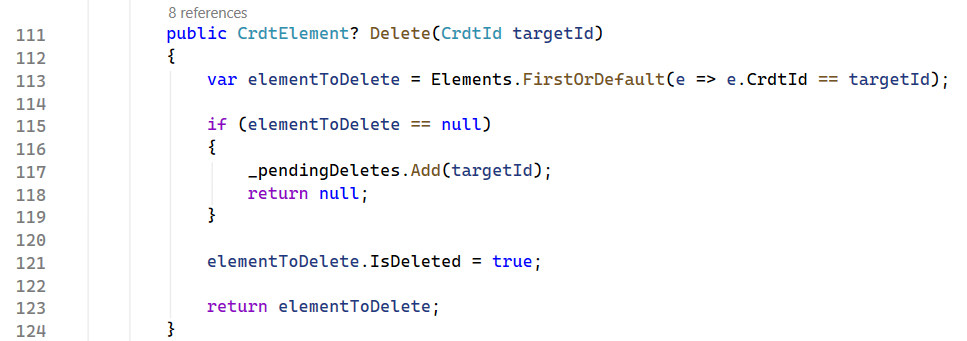 8 references
111 public CrdtElement? Delete(CrdtId targetId)
112 {
113 var elementToDelete = Elements.FirstOrDefault(e => e.CrdtId == targetId);
114
115 if (elementToDelete == null)
116 {
117 _pendingDeletes.Add(targetId);
118 return null;
119 }
120
121 elementToDelete.IsDeleted = true;
122
123 return elementToDelete;
124 }